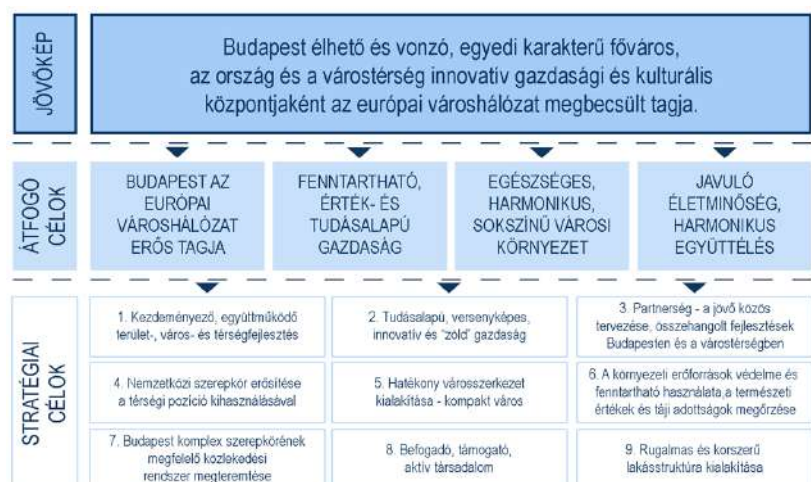 JÖVŐKÉP
Budapest élhető és vonzó, egyedi karakterű főváros,
az ország és a várostérség innovatív gazdasági és kulturális
központjaként az európai városhálózat megbecsült tagja.
ÁTFOGÓ
CÉLOK
BUDAPEST AZ
EURÓPAI
VÁROSHÁLÓZAT
ERŐS TAGJA
FENNTARTHATÓ,
ÉRTÉK- ÉS
TUDÁSALAPÚ
GAZDASÁG
EGÉSZSÉGES,
HARMONIKUS,
SOKSZÍNŰ VÁROSI
KÖRNYEZET
JAVULÓ
ÉLETMINŐSÉG,
HARMONIKUS
EGYÜTTÉLÉS
STRATÉGIAI
CÉLOK
1. Kezdeményező, együttműködő
terület-, város- és térségfejlesztés
2. Tudásalapú, versenyképes,
innovatív és "zöld" gazdaság
3. Partnerség - a jövő közös
tervezése, összehangolt fejlesztések
Budapesten és a várostérségben
4. Nemzetközi szerepkör erősítése
a térségi pozíció kihasználásával
5. Hatékony városszerkezet
kialakítása - kompakt város
6. A környezeti erőforrások védelme és
fenntartható használata,a természeti
értékek és táji adottságok megőrzése
7. Budapest komplex szerepkörének
megfelelő közlekedési
rendszer megteremtése
8. Befogadó, támogató,
aktív társadalom
9. Rugalmas és korszerű
lakásstruktúra kialakítása